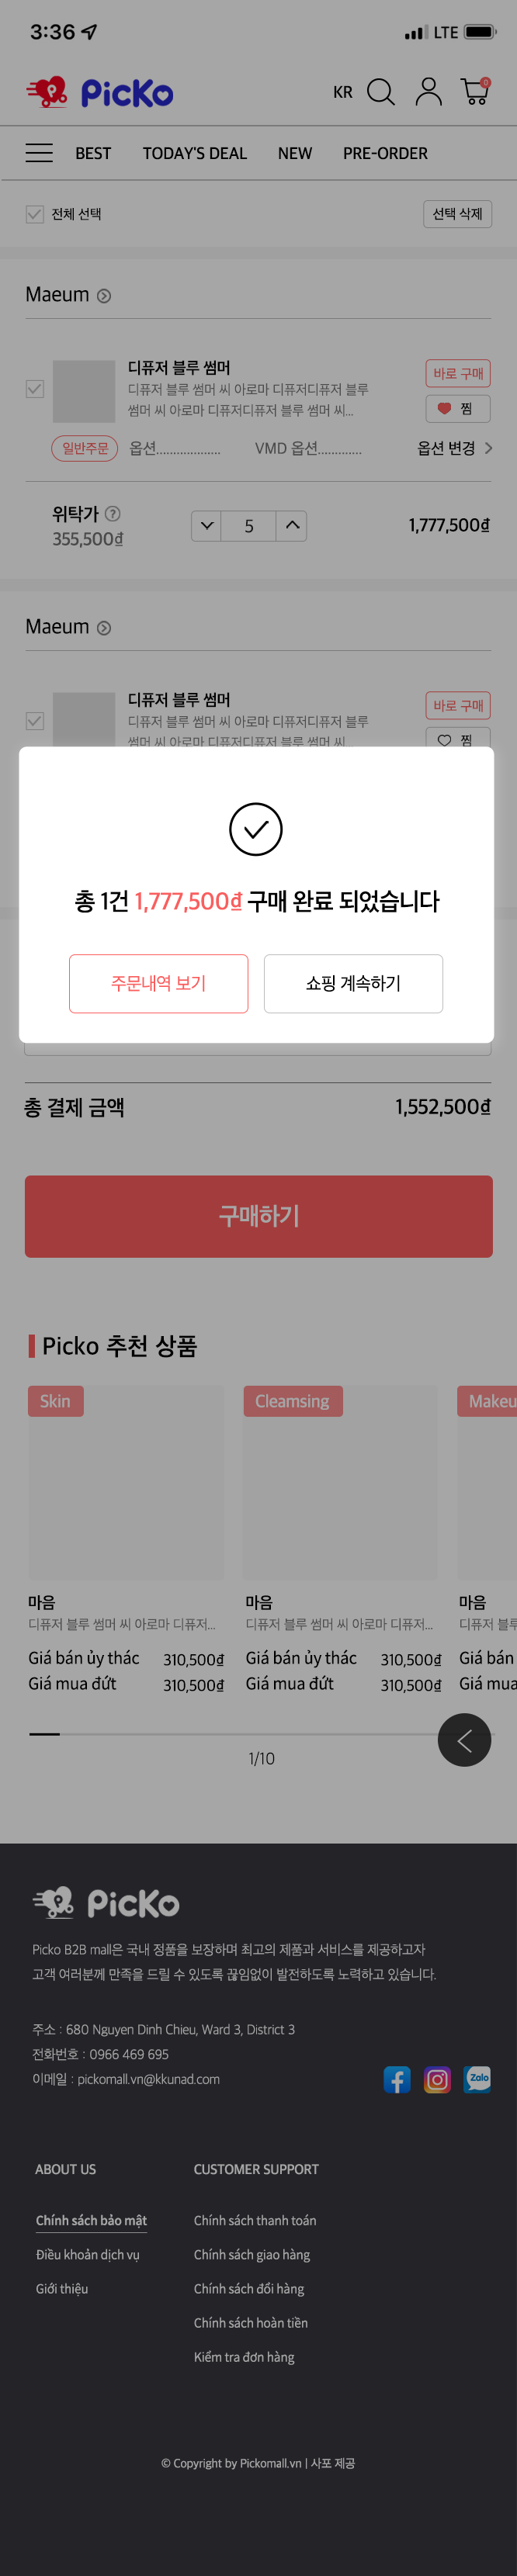 3:36
LTE
PicKo
KR
0
BEST TODAY'S DEAL NEW PRE-ORDER
전체 선택
선택 삭제
Maeum
디퓨저 블루 썸머
디퓨저 블루 썸머 씨 아로마 디퓨저디퓨저 블루
썸머 씨 아로마 디퓨저디퓨저 블루 썸머 씨...
바로 구매
찜
일반주문
옵션...................
VMD 옵션.............
옵션 변경
위탁가 ?
355,500₫
5
1,777,500₫
Maeum
디퓨저 블루 썸머
디퓨저 블루 썸머 씨 아로마 디퓨저디퓨저 블루
썸머 씨 아로마 디퓨저디퓨저 블루 썸머 씨...
바로 구매
찜
총 1건 1,777,500₫ 구매 완료 되었습니다
주문내역 보기
쇼핑 계속하기
총 결제 금액
1,552,500₫
구매하기
Picko 추천 상품
Skin
Cleamsing
Makeu
마음
디퓨저 블루 썸머 씨 아로마 디퓨저...
Giá bán ủy thác 310,500₫
Giá mua đứt 310,500₫
마음
디퓨저 블루 썸머 씨 아로마 디퓨저...
Giá bán ủy thác 310,500₫
Giá mua đứt 310,500₫
마음
디퓨저 블루
Giá bán
Giá mua
1/10
PicKo
Picko B2B mall은 국내 정품을 보장하며 최고의 제품과 서비스를 제공하고자
고객 여러분께 만족을 드릴 수 있도록 끊임없이 발전하도록 노력하고 있습니다.
주소 : 680 Nguyen Dinh Chieu, Ward 3, District 3
전화번호 : 0966 469 695
이메일 : pickomall.vn@kkunad.com
Zalo
ABOUT US
Chính sách bảo mật
Điều khoản dịch vụ
Giới thiệu
CUSTOMER SUPPORT
Chính sách thanh toán
Chính sách giao hàng
Chính sách đổi hàng
Chính sách hoàn tiền
Kiểm tra đơn hàng
© Copyright by Pickomall.vn | 사포 제공